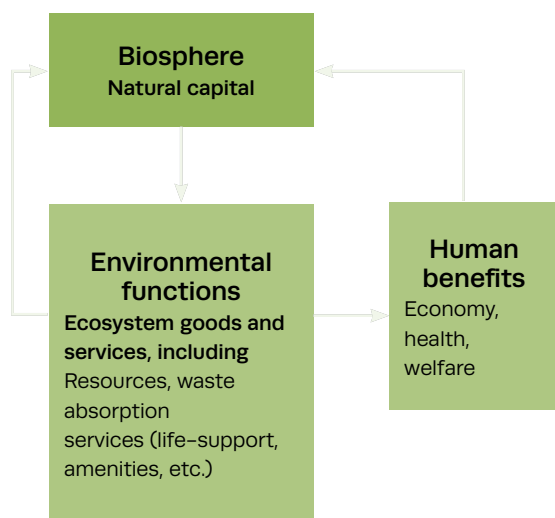 Biosphere
Natural capital
Environmental
functions
Ecosystem goods and
services, including
Resources, waste
absorption
services (life-support,
amenities, etc.)
Human
benefits
Economy,
health,
welfare